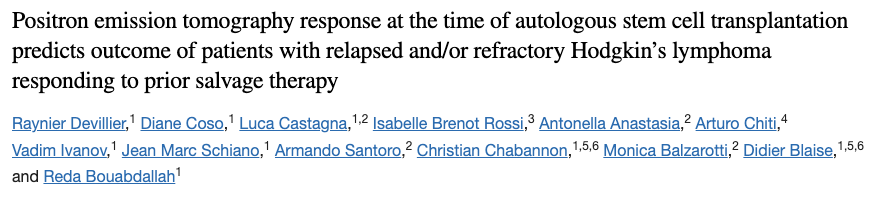 Positron emission tomography response at the time of autologous stem cell transplantation
predicts outcome of patients with relapsed and/or refractory Hodgkin’s lymphoma
responding to prior salvage therapy
Raynier Devillier,1 Diane Coso,1 Luca Castagna,1,2 Isabelle Brenot Rossi,3 Antonella Anastasia,2 Arturo Chiti,4
Vadim Ivanov,1 Jean Marc Schiano,1 Armando Santoro,2 Christian Chabannon,1,5,6 Monica Balzarotti,2 Didier Blaise,1,5,6
and Reda Bouabdallah1